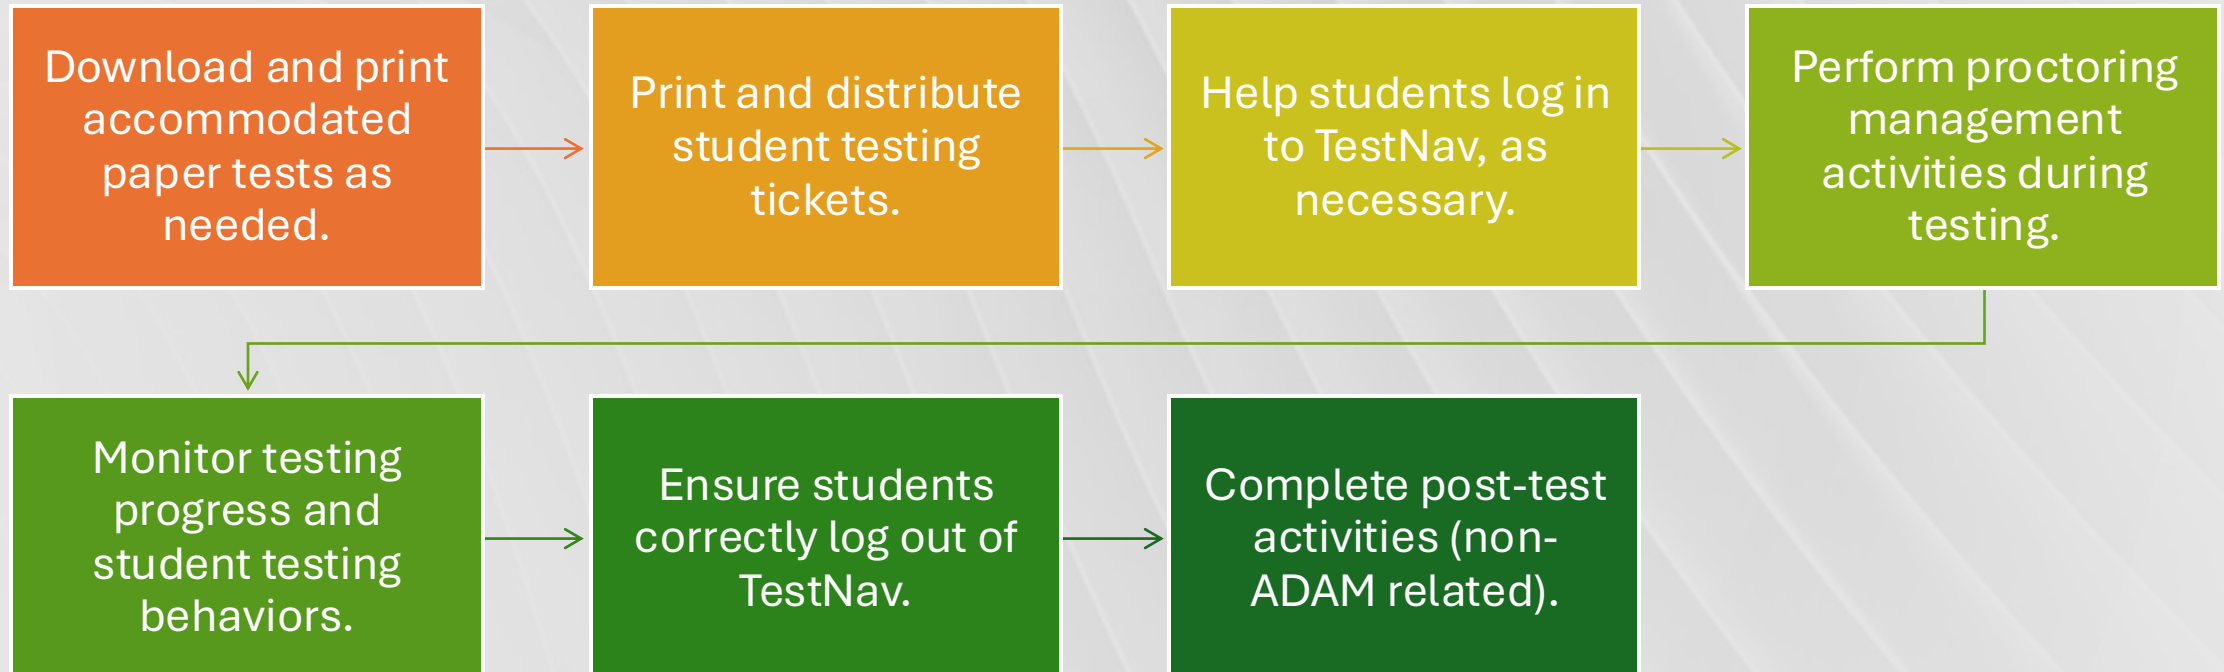 Download and print
accommodated
paper tests as
needed.
Print and distribute
student testing
tickets.
Help students log in
to TestNav, as
necessary.
Perform proctoring
management
activities during
testing.
Monitor testing
progress and
student testing
behaviors.
Ensure students
correctly log out of
TestNav.
Complete post-test
activities (non-
ADAM related).